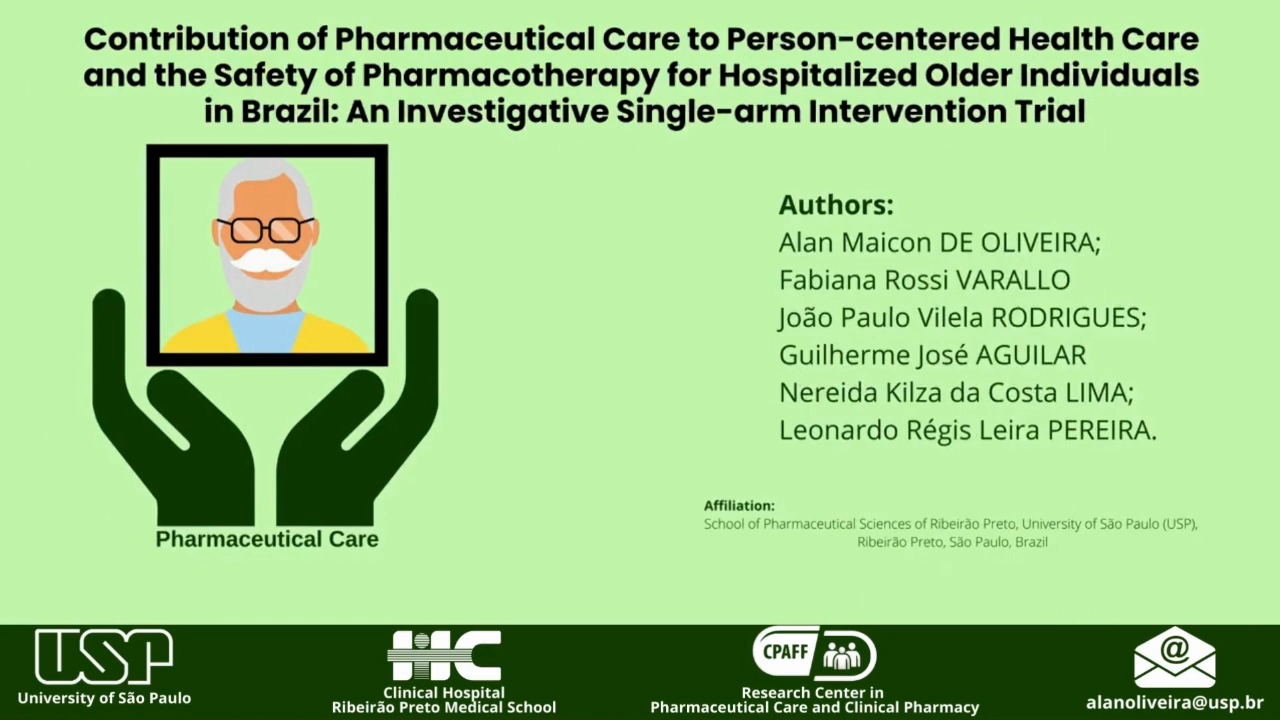 Contribution of Pharmaceutical Care to Person-centered Health Care
and the Safety of Pharmacotherapy for Hospitalized Older Individuals
in Brazil: An Investigative Single-arm Intervention Trial
Authors:
Alan Maicon DE OLIVEIRA;
Fabiana Rossi VARALLO
João Paulo Vilela RODRIGUES;
Guilherme José AGUILAR
Nereida Kilza da Costa LIMA;
Leonardo Régis Leira PEREIRA.
Pharmaceutical Care
Affiliation:
School of Pharmaceutical Sciences of Ribeirão Preto, University of São Paulo (USP),
Ribeirão Preto, São Paulo, Brazil
USP
University of São Paulo
HC
Clinical Hospital
Ribeirão Preto Medical School
CPAFF
Research Center in
Pharmaceutical Care and Clinical Pharmacy
@
alanoliveira@usp.br